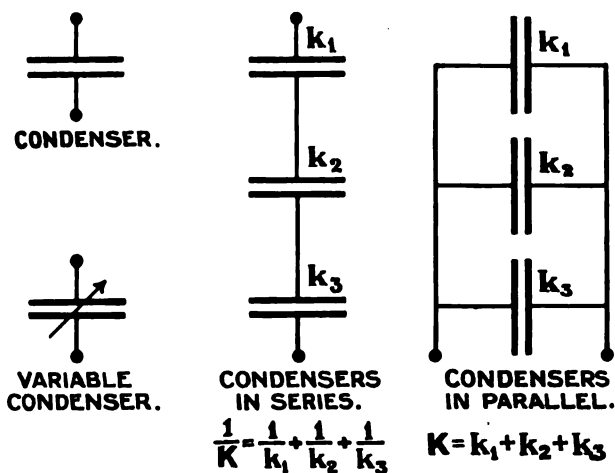 CONDENSER.
VARIABLE
CONDENSER.
k₁
k₂
k₃
CONDENSERS
IN SERIES.
1/K = 1/k₁ + 1/k₂ + 1/k₃
k₁
k₂
k₃
CONDENSERS
IN PARALLEL.
K = k₁ + k₂ + k₃